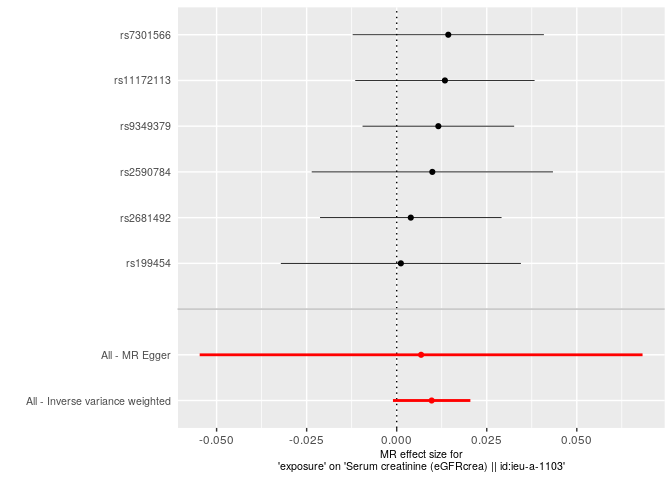 rs7301566
rs11172113
rs9349379
rs2590784
rs2681492
rs199454
All - MR Egger
All - Inverse variance weighted
-0.050 -0.025 0.000 0.025 0.050
MR effect size for
'exposure' on 'Serum creatinine (eGFRcrea) || id:ieu-a-1103'